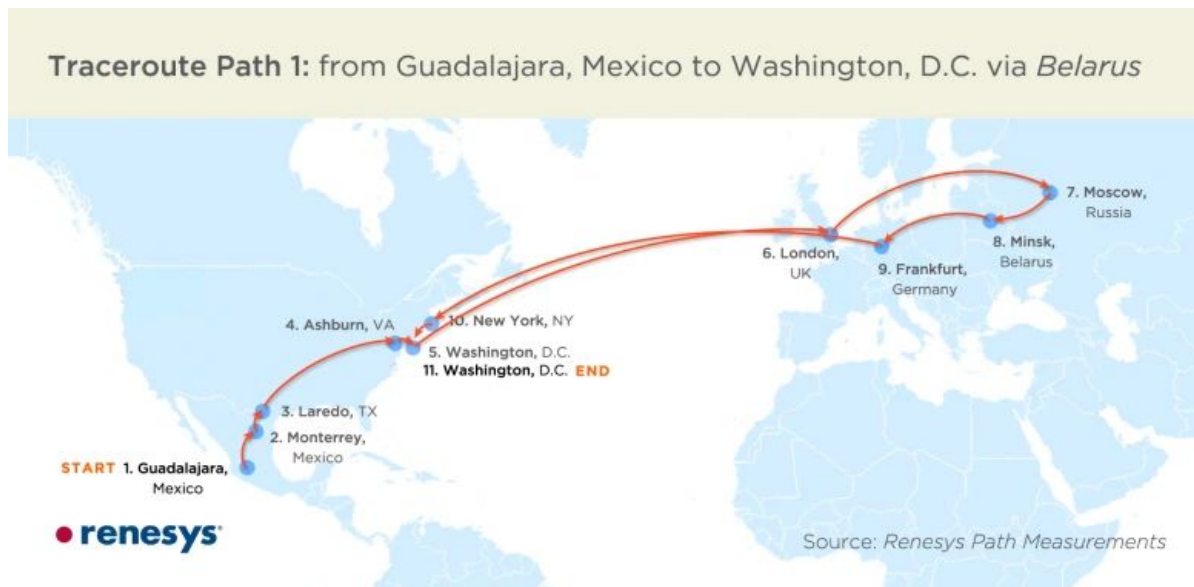 Traceroute Path 1: from Guadalajara, Mexico to Washington, D.C. via Belarus
7. Moscow,
Russia
8. Minsk,
Belarus
6. London,
UK
9. Frankfurt,
Germany
4. Ashburn, VA
10. New York, NY
5. Washington, D.C.
11. Washington, D.C. END
3. Laredo, TX
2. Monterrey,
Mexico
START 1. Guadalajara,
Mexico
renesys
Source: Renesys Path Measurements